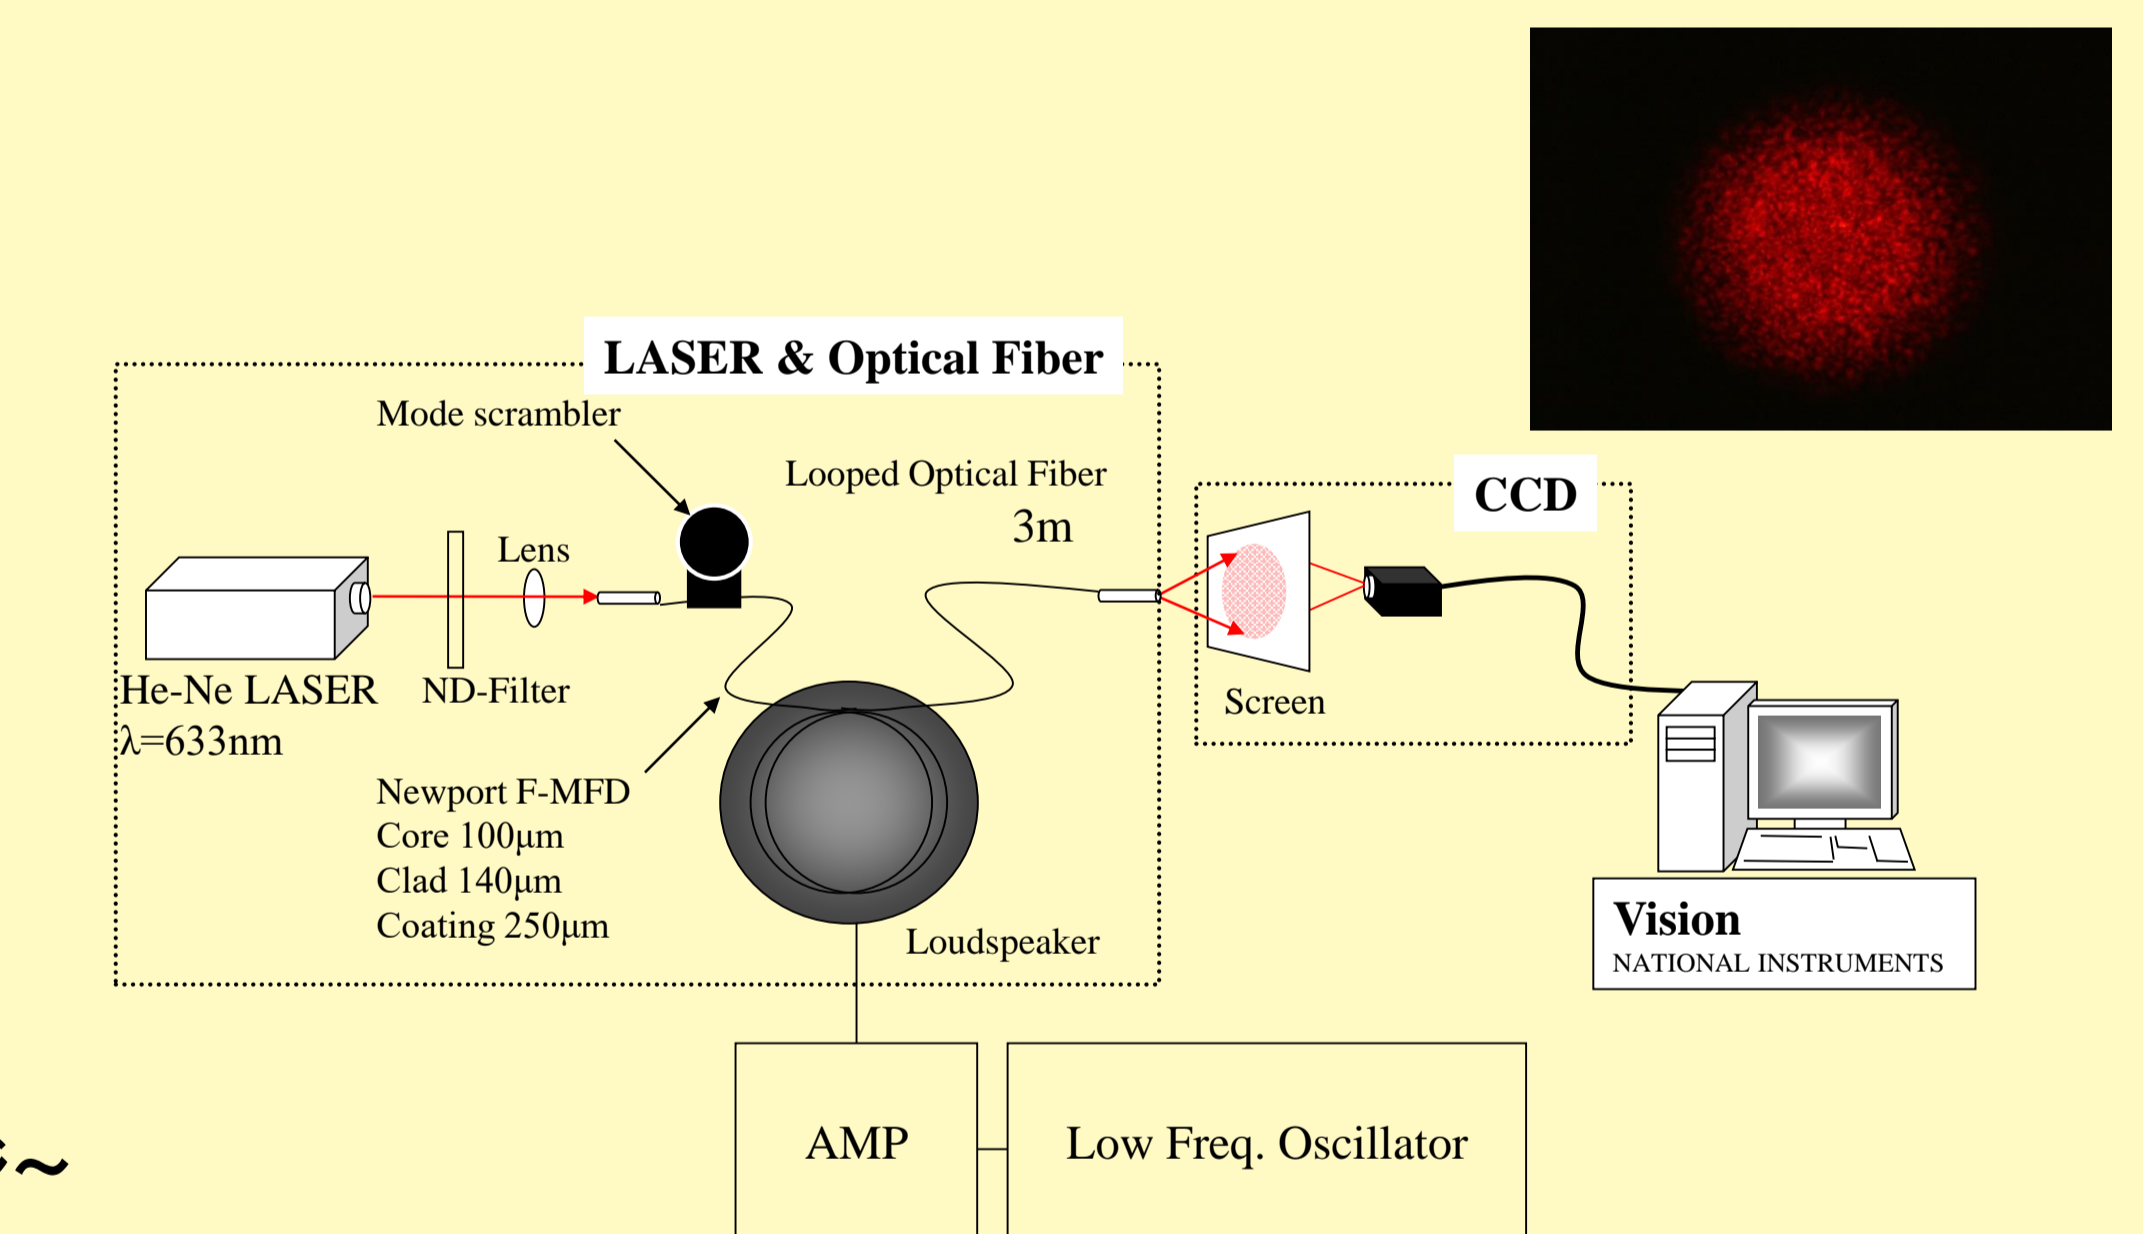 LASER & Optical Fiber
Mode scrambler
Looped Optical Fiber
3m
CCD
Lens
He-Ne LASER
λ=633nm
ND-Filter
Screen
Newport F-MFD
Core 100μm
Clad 140μm
Coating 250μm
Loudspeaker
Vision
NATIONAL INSTRUMENTS
AMP
Low Freq. Oscillator
~